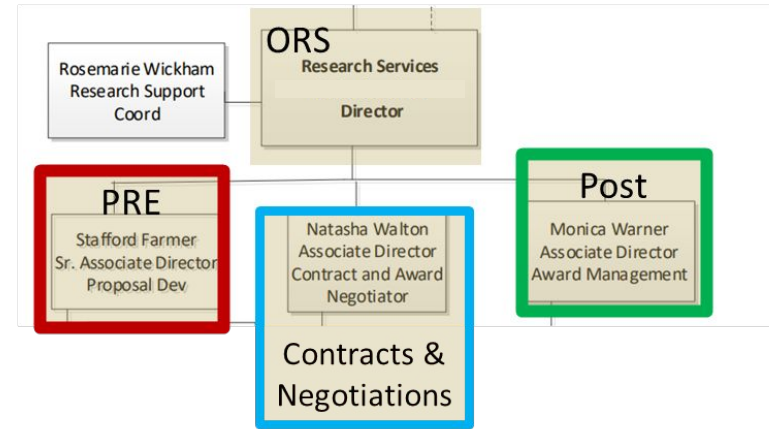 ORS
Research Services
Director
Rosemarie Wickham
Research Support
Coord
PRE
Stafford Farmer
Sr. Associate Director
Proposal Dev
Natasha Walton
Associate Director
Contract and Award
Negotiator
Contracts &
Negotiations
Post
Monica Warner
Associate Director
Award Management